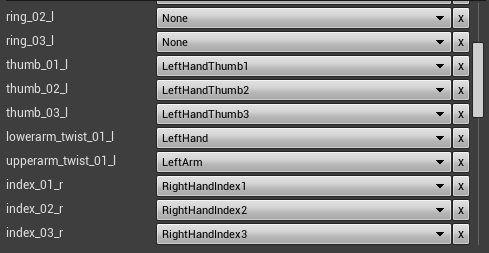 ring_02_l None x
ring_03_l None x
thumb_01_l LeftHandThumb1 x
thumb_02_l LeftHandThumb2 x
thumb_03_l LeftHandThumb3 x
lowerarm_twist_01_l LeftHand x
upperarm_twist_01_l LeftArm x
index_01_r RightHandIndex1 x
index_02_r RightHandIndex2 x
index_03_r RightHandIndex3 x